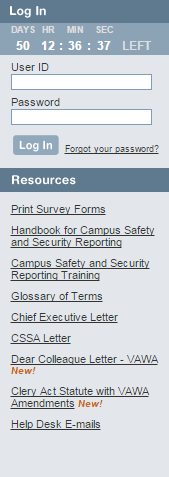 Log In
DAYS HR MIN SEC
50 12 : 36 : 37 LEFT
User ID
Password
Log In Forgot your password?
Resources
Print Survey Forms
Handbook for Campus Safety
and Security Reporting
Campus Safety and Security
Reporting Training
Glossary of Terms
Chief Executive Letter
CSSA Letter
Dear Colleague Letter - VAWA
New!
Clery Act Statute with VAWA
Amendments New!
Help Desk E-mails